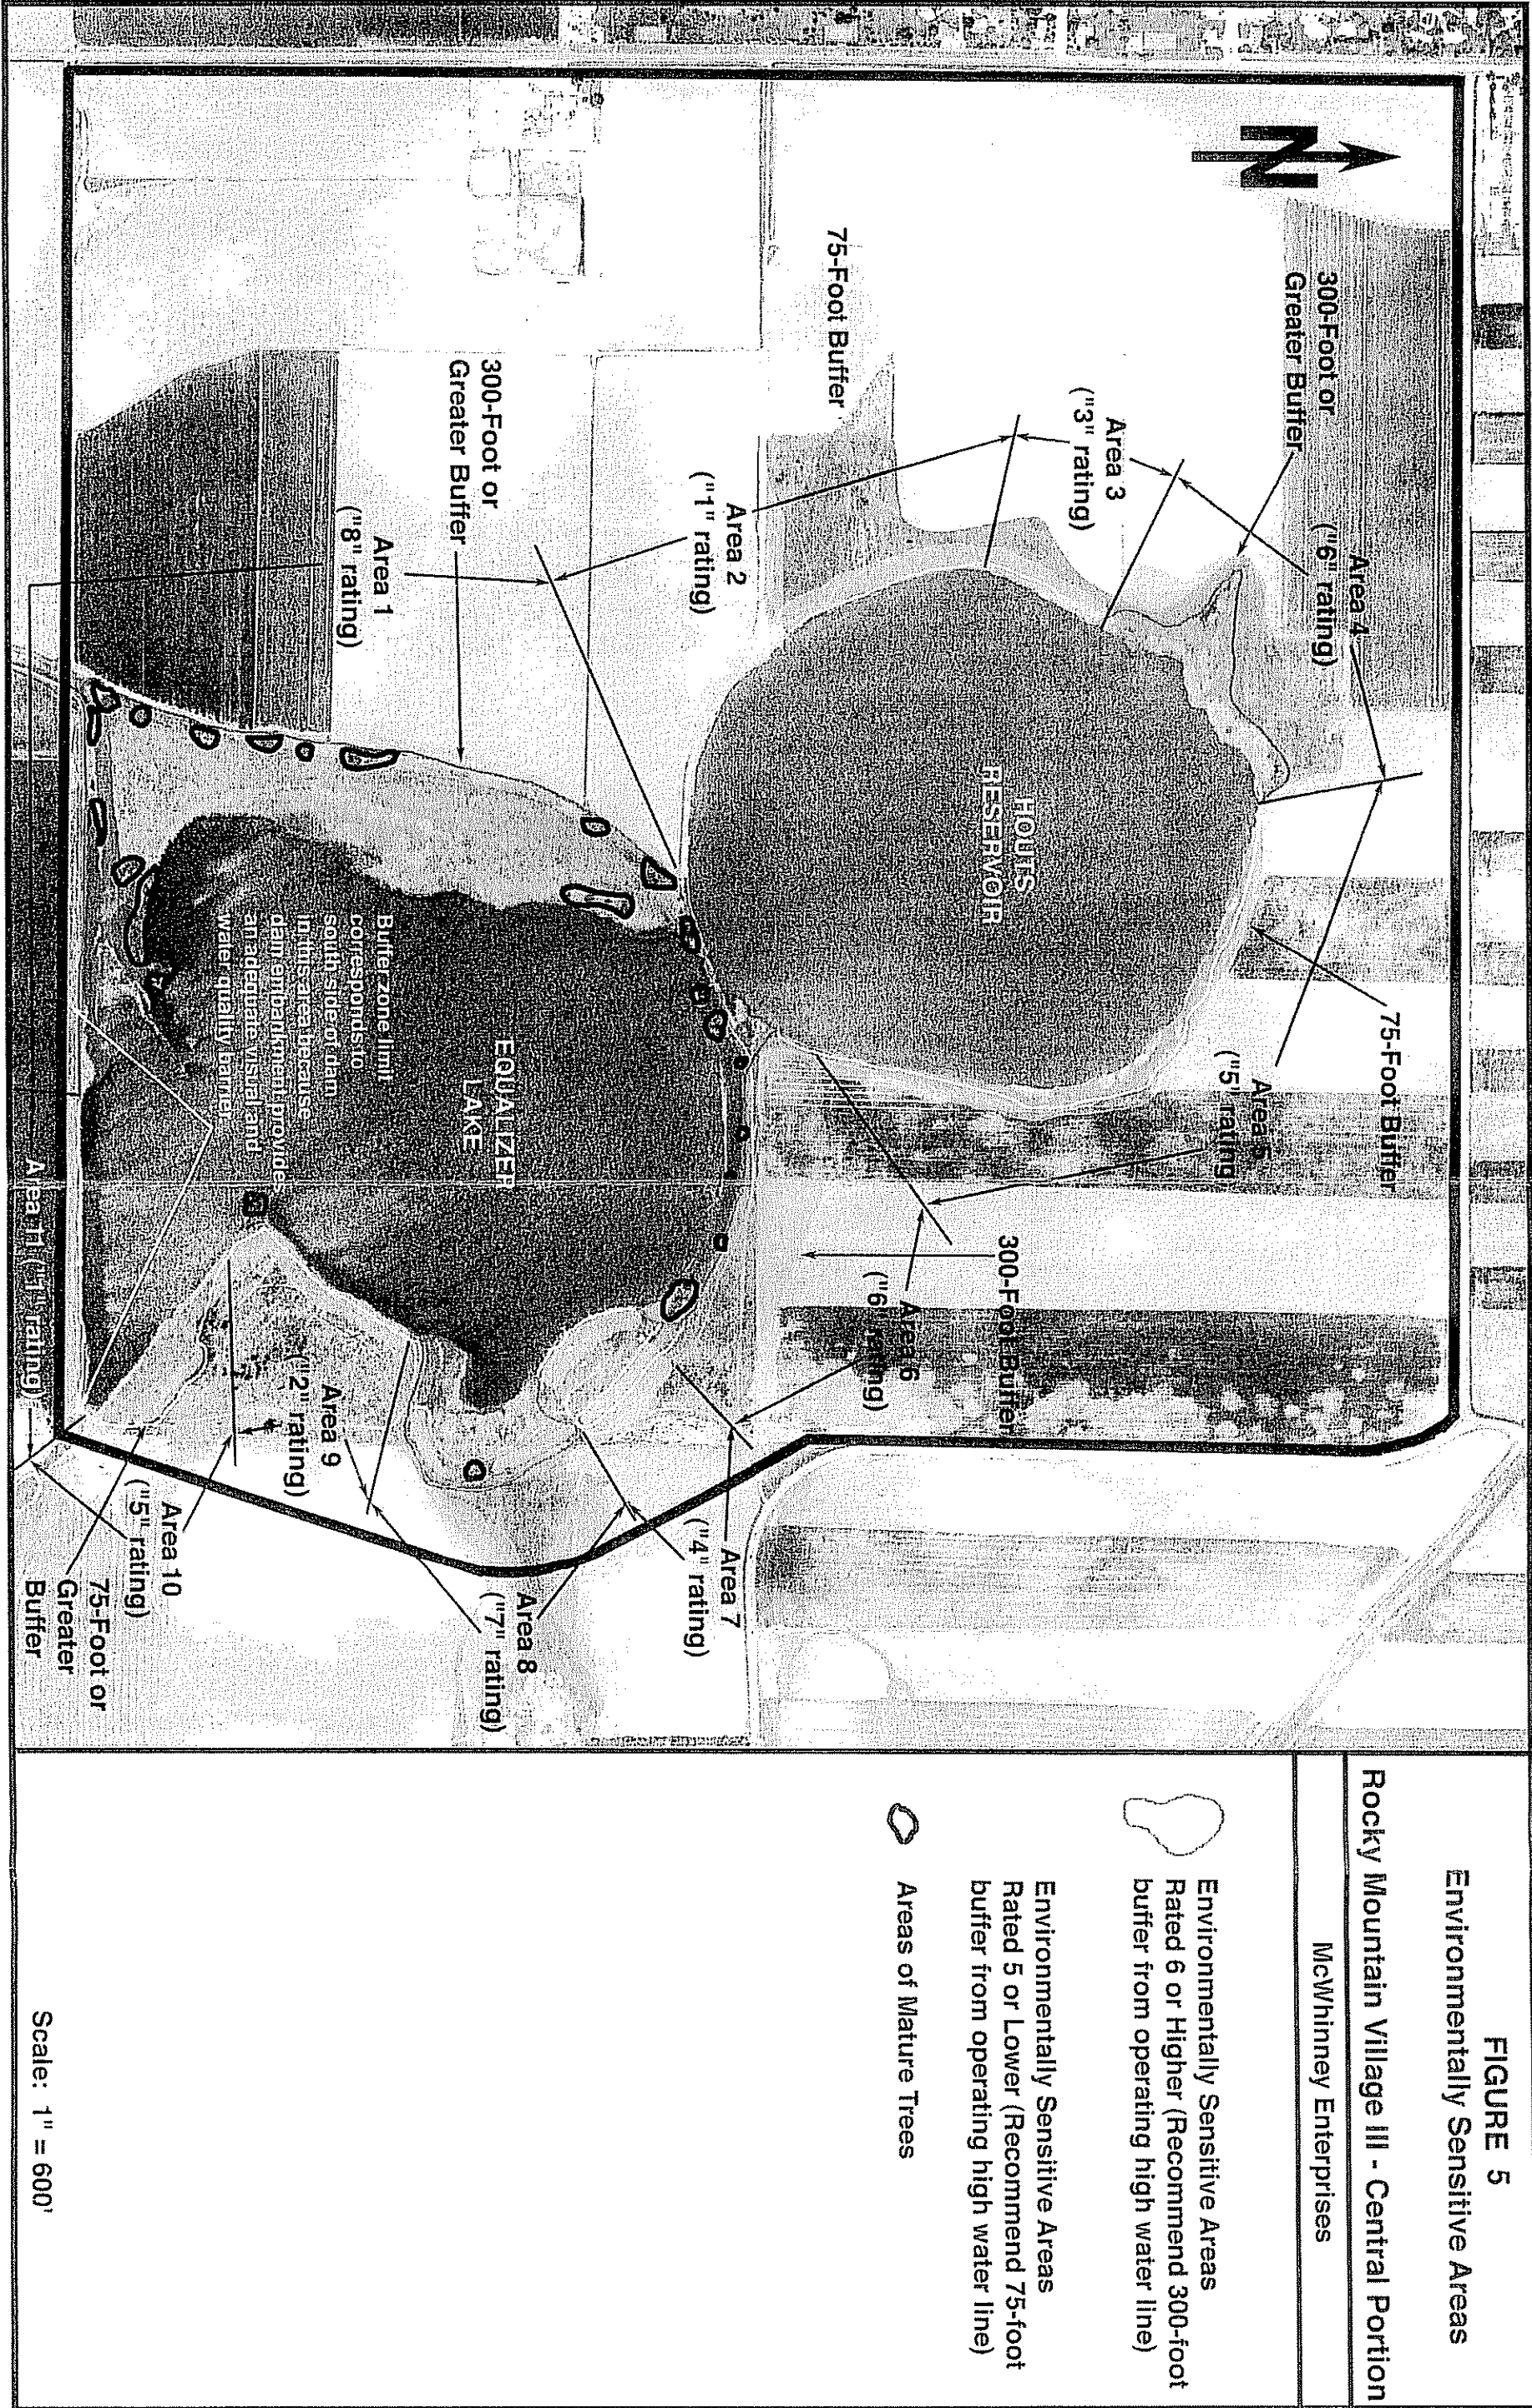 FIGURE 5
Environmentally Sensitive Areas
Rocky Mountain Village III - Central Portion
McWhinney Enterprises
Environmentally Sensitive Areas
Rated 6 or Higher (Recommend 300-foot
buffer from operating high water line)
Environmentally Sensitive Areas
Rated 5 or Lower (Recommend 75-foot
buffer from operating high water line)
Areas of Mature Trees
Scale: 1" = 600'
N
300-Foot or
Greater Buffer
Area 4
("6" rating)
75-Foot Buffer
Area 5
("5" rating
Area 3
("3" rating)
75-Foot Buffer
HOUTS
RESERVOIR
300-Foot Buffer
Area 6
("6" rating)
Area 2
("1" rating)
Area 7
("4" rating)
300-Foot or
Greater Buffer
EQUALIZER
LAKE
Area 8
("7" rating)
Area 1
("8" rating)
Buffer zone limit
corresponds to
south side of dam
in this area because
dam embankment provide
an adequate visual and
water quality barrier
Area 9
("2" rating)
Area 10
("5" rating)
75-Foot or
Greater
Buffer
Area 11 ("1" rating)